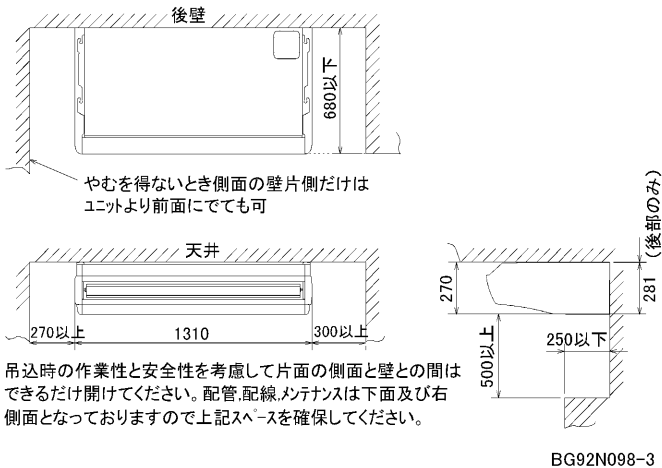 後壁
680以下
やむを得ないとき側面の壁片側だけは
ユニットより前面にでても可
天井
270以上
1310
300以上
270
281
(後部のみ)
500以上
250以下
吊込時の作業性と安全性を考慮して片面の側面と壁との間は
できるだけ開けてください。配管,配線,メンテナンスは下面及び右
側面となっておりますので上記スペースを確保してください。
BG92N098-3